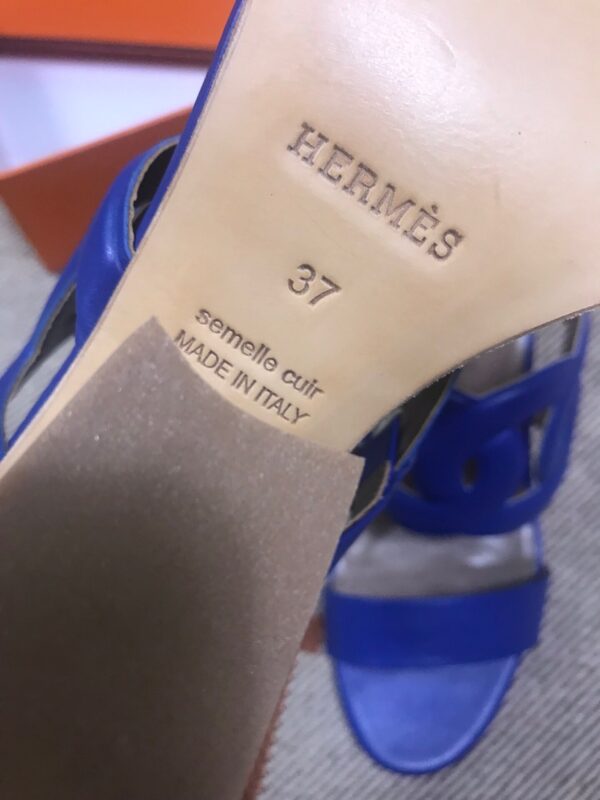 HERMÈS
37
semelle cuir
MADE IN ITALY